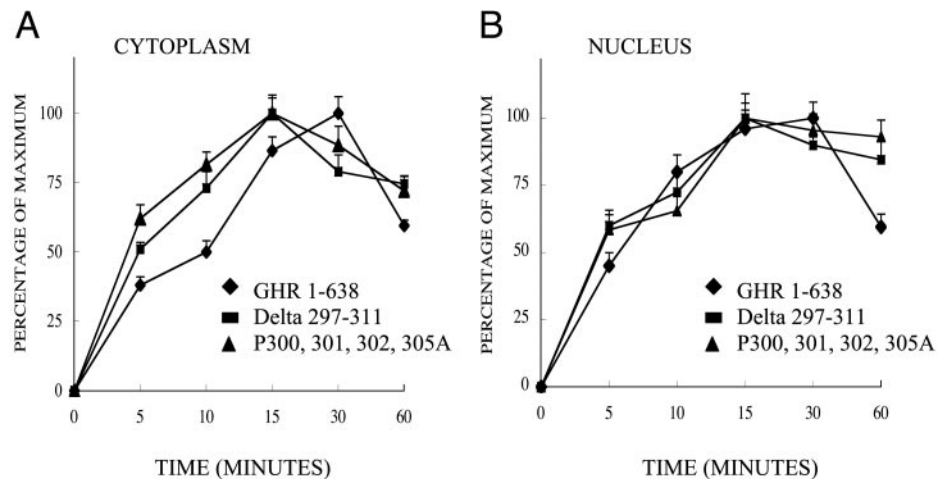 A
CYTOPLASM
PERCENTAGE OF MAXIMUM
100
75
50
25
0
0 5 10 15 30 60
TIME (MINUTES)
GHR 1-638
Delta 297-311
P300, 301, 302, 305A
B
NUCLEUS
PERCENTAGE OF MAXIMUM
100
75
50
25
0
0 5 10 15 30 60
TIME (MINUTES)
GHR 1-638
Delta 297-311
P300, 301, 302, 305A